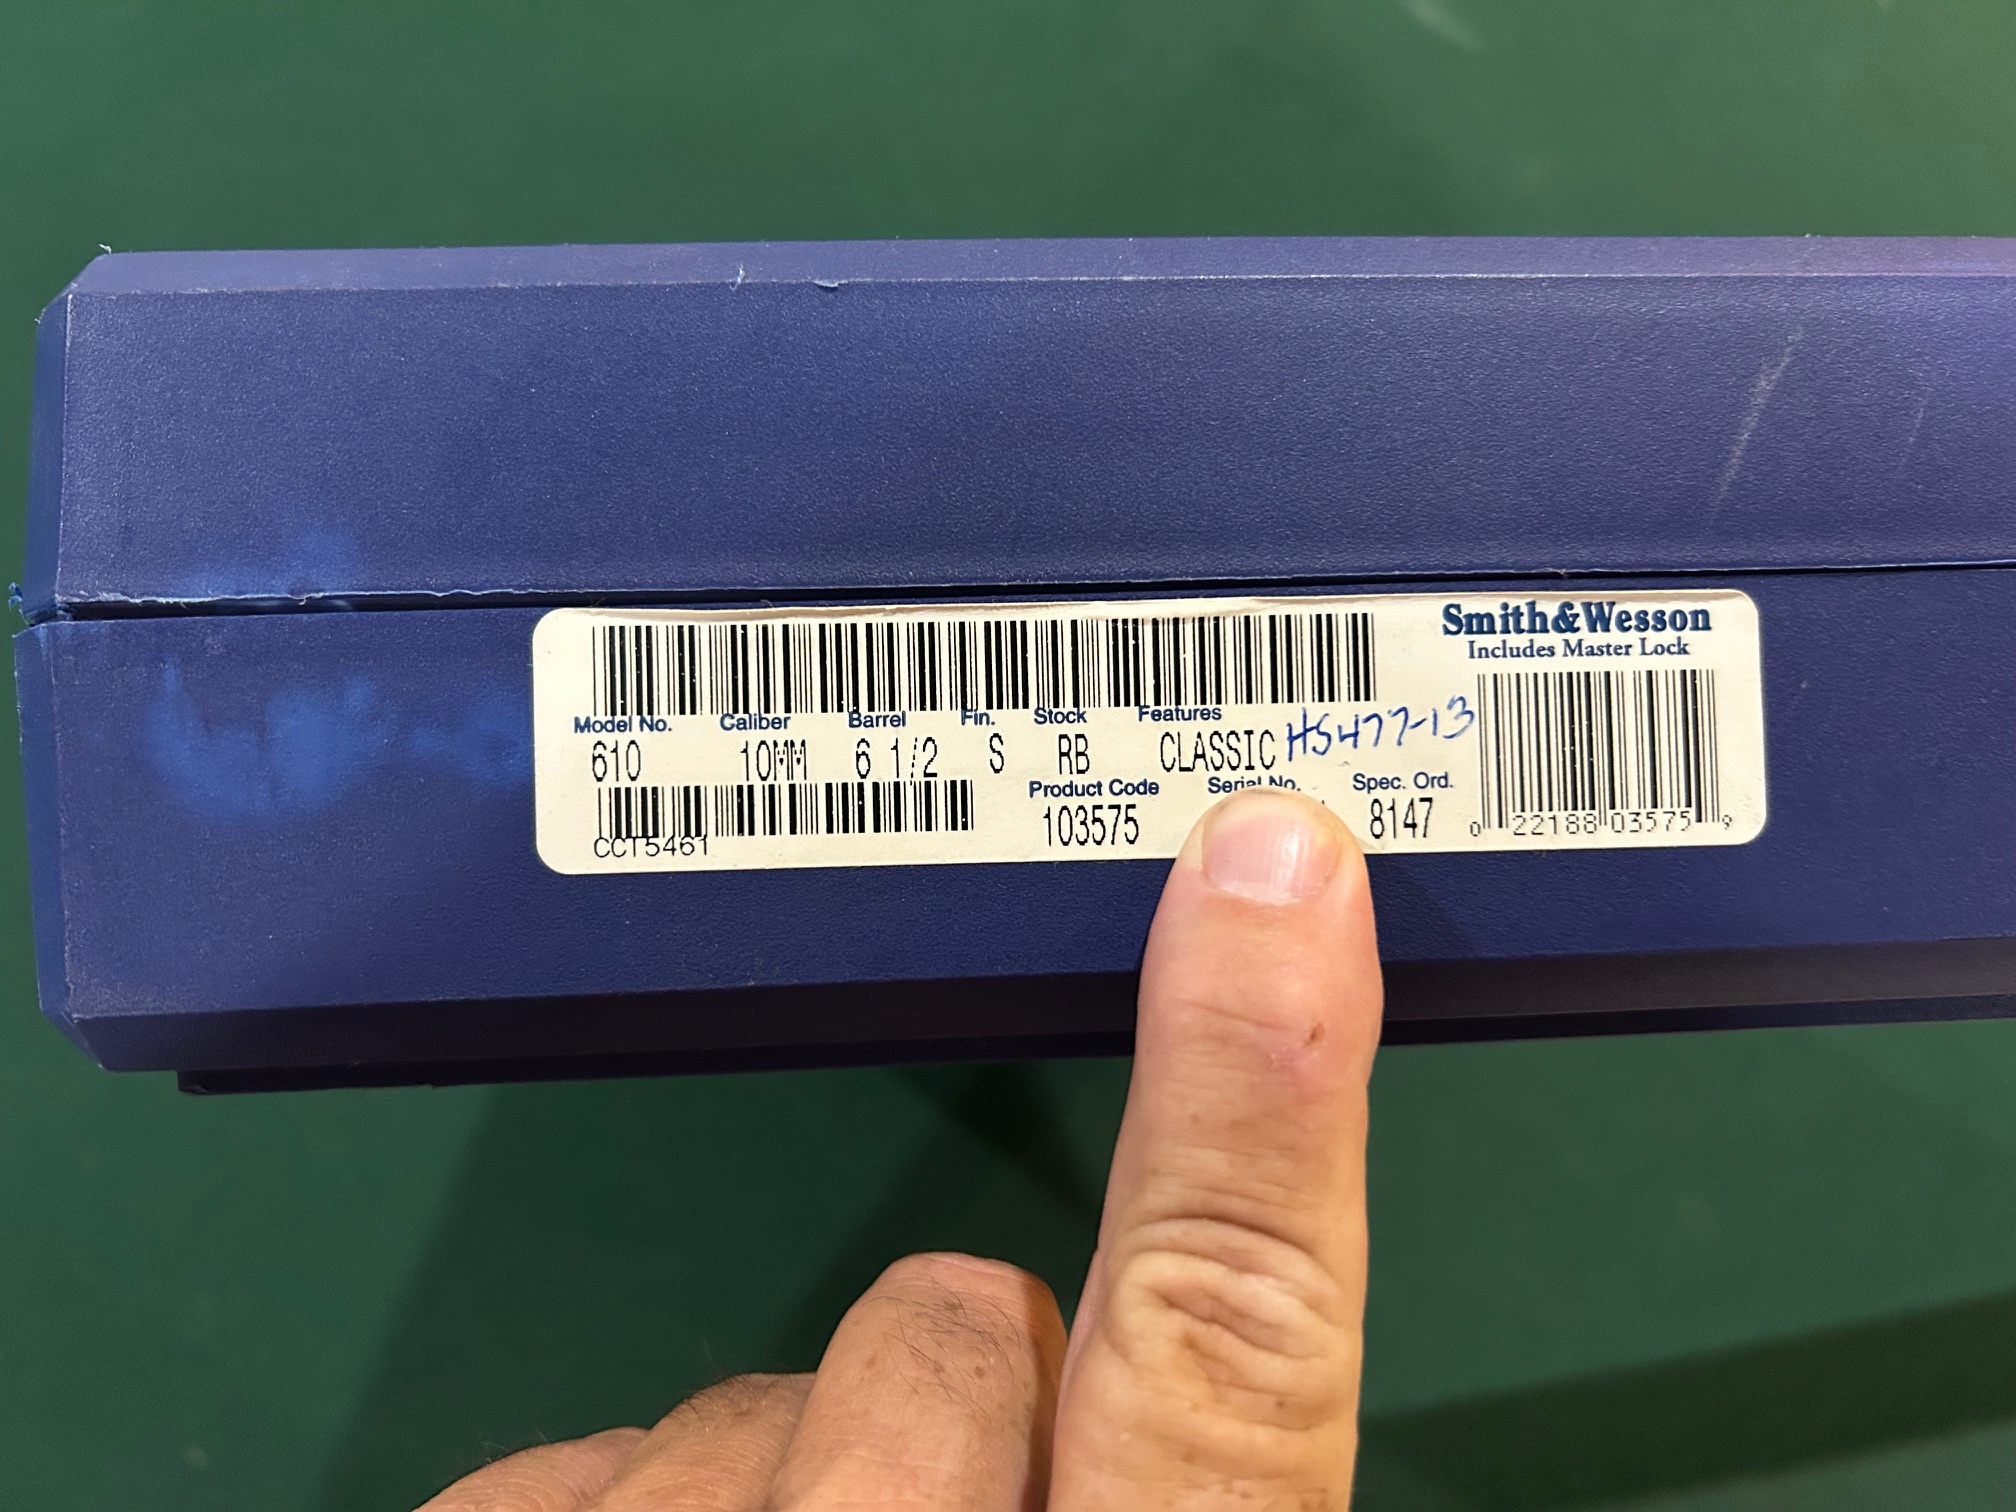 Smith&Wesson
Includes Master Lock
Model No. Caliber Barrel Fin. Stock Features
610 10MM 6 1/2 S RB CLASSIC HS477-13
Product Code Serial No. Spec. Ord.
103575 8147
CCT5461
0 22188 03575 9